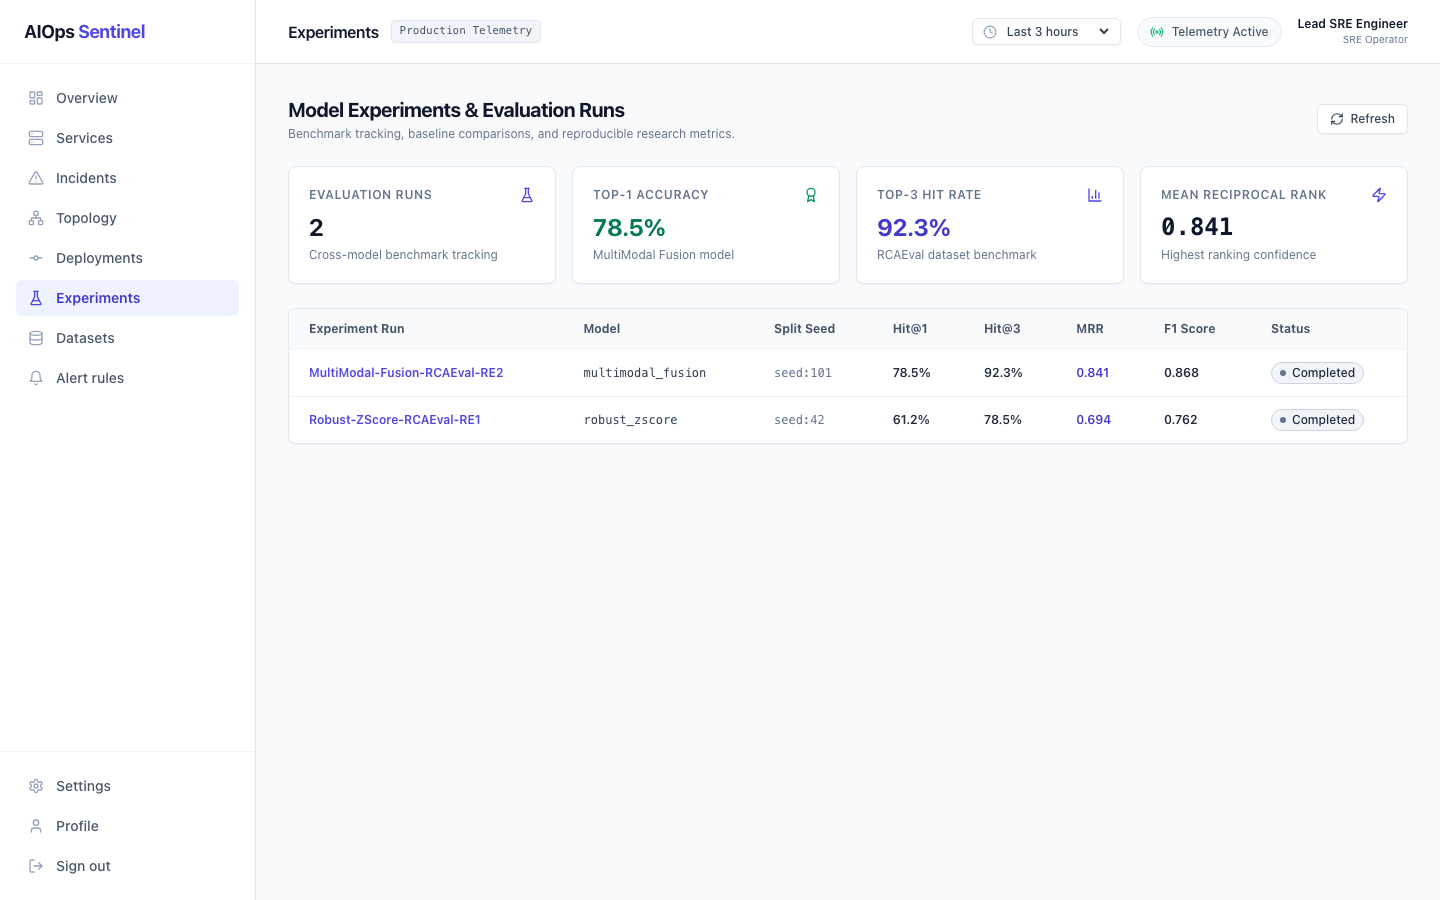 AIOps Sentinel
Overview
Services
Incidents
Topology
Deployments
Experiments
Datasets
Alert rules
Settings
Profile
Sign out
Experiments
Production Telemetry
Last 3 hours
Telemetry Active
Lead SRE Engineer
SRE Operator
Model Experiments & Evaluation Runs
Benchmark tracking, baseline comparisons, and reproducible research metrics.
Refresh
EVALUATION RUNS
2
Cross-model benchmark tracking
TOP-1 ACCURACY
78.5%
MultiModal Fusion model
TOP-3 HIT RATE
92.3%
RCAEval dataset benchmark
MEAN RECIPROCAL RANK
0.841
Highest ranking confidence
Experiment Run Model Split Seed Hit@1 Hit@3 MRR F1 Score Status
MultiModal-Fusion-RCAEval-RE2 multimodal_fusion seed:101 78.5% 92.3% 0.841 0.868 Completed
Robust-ZScore-RCAEval-RE1 robust_zscore seed:42 61.2% 78.5% 0.694 0.762 Completed